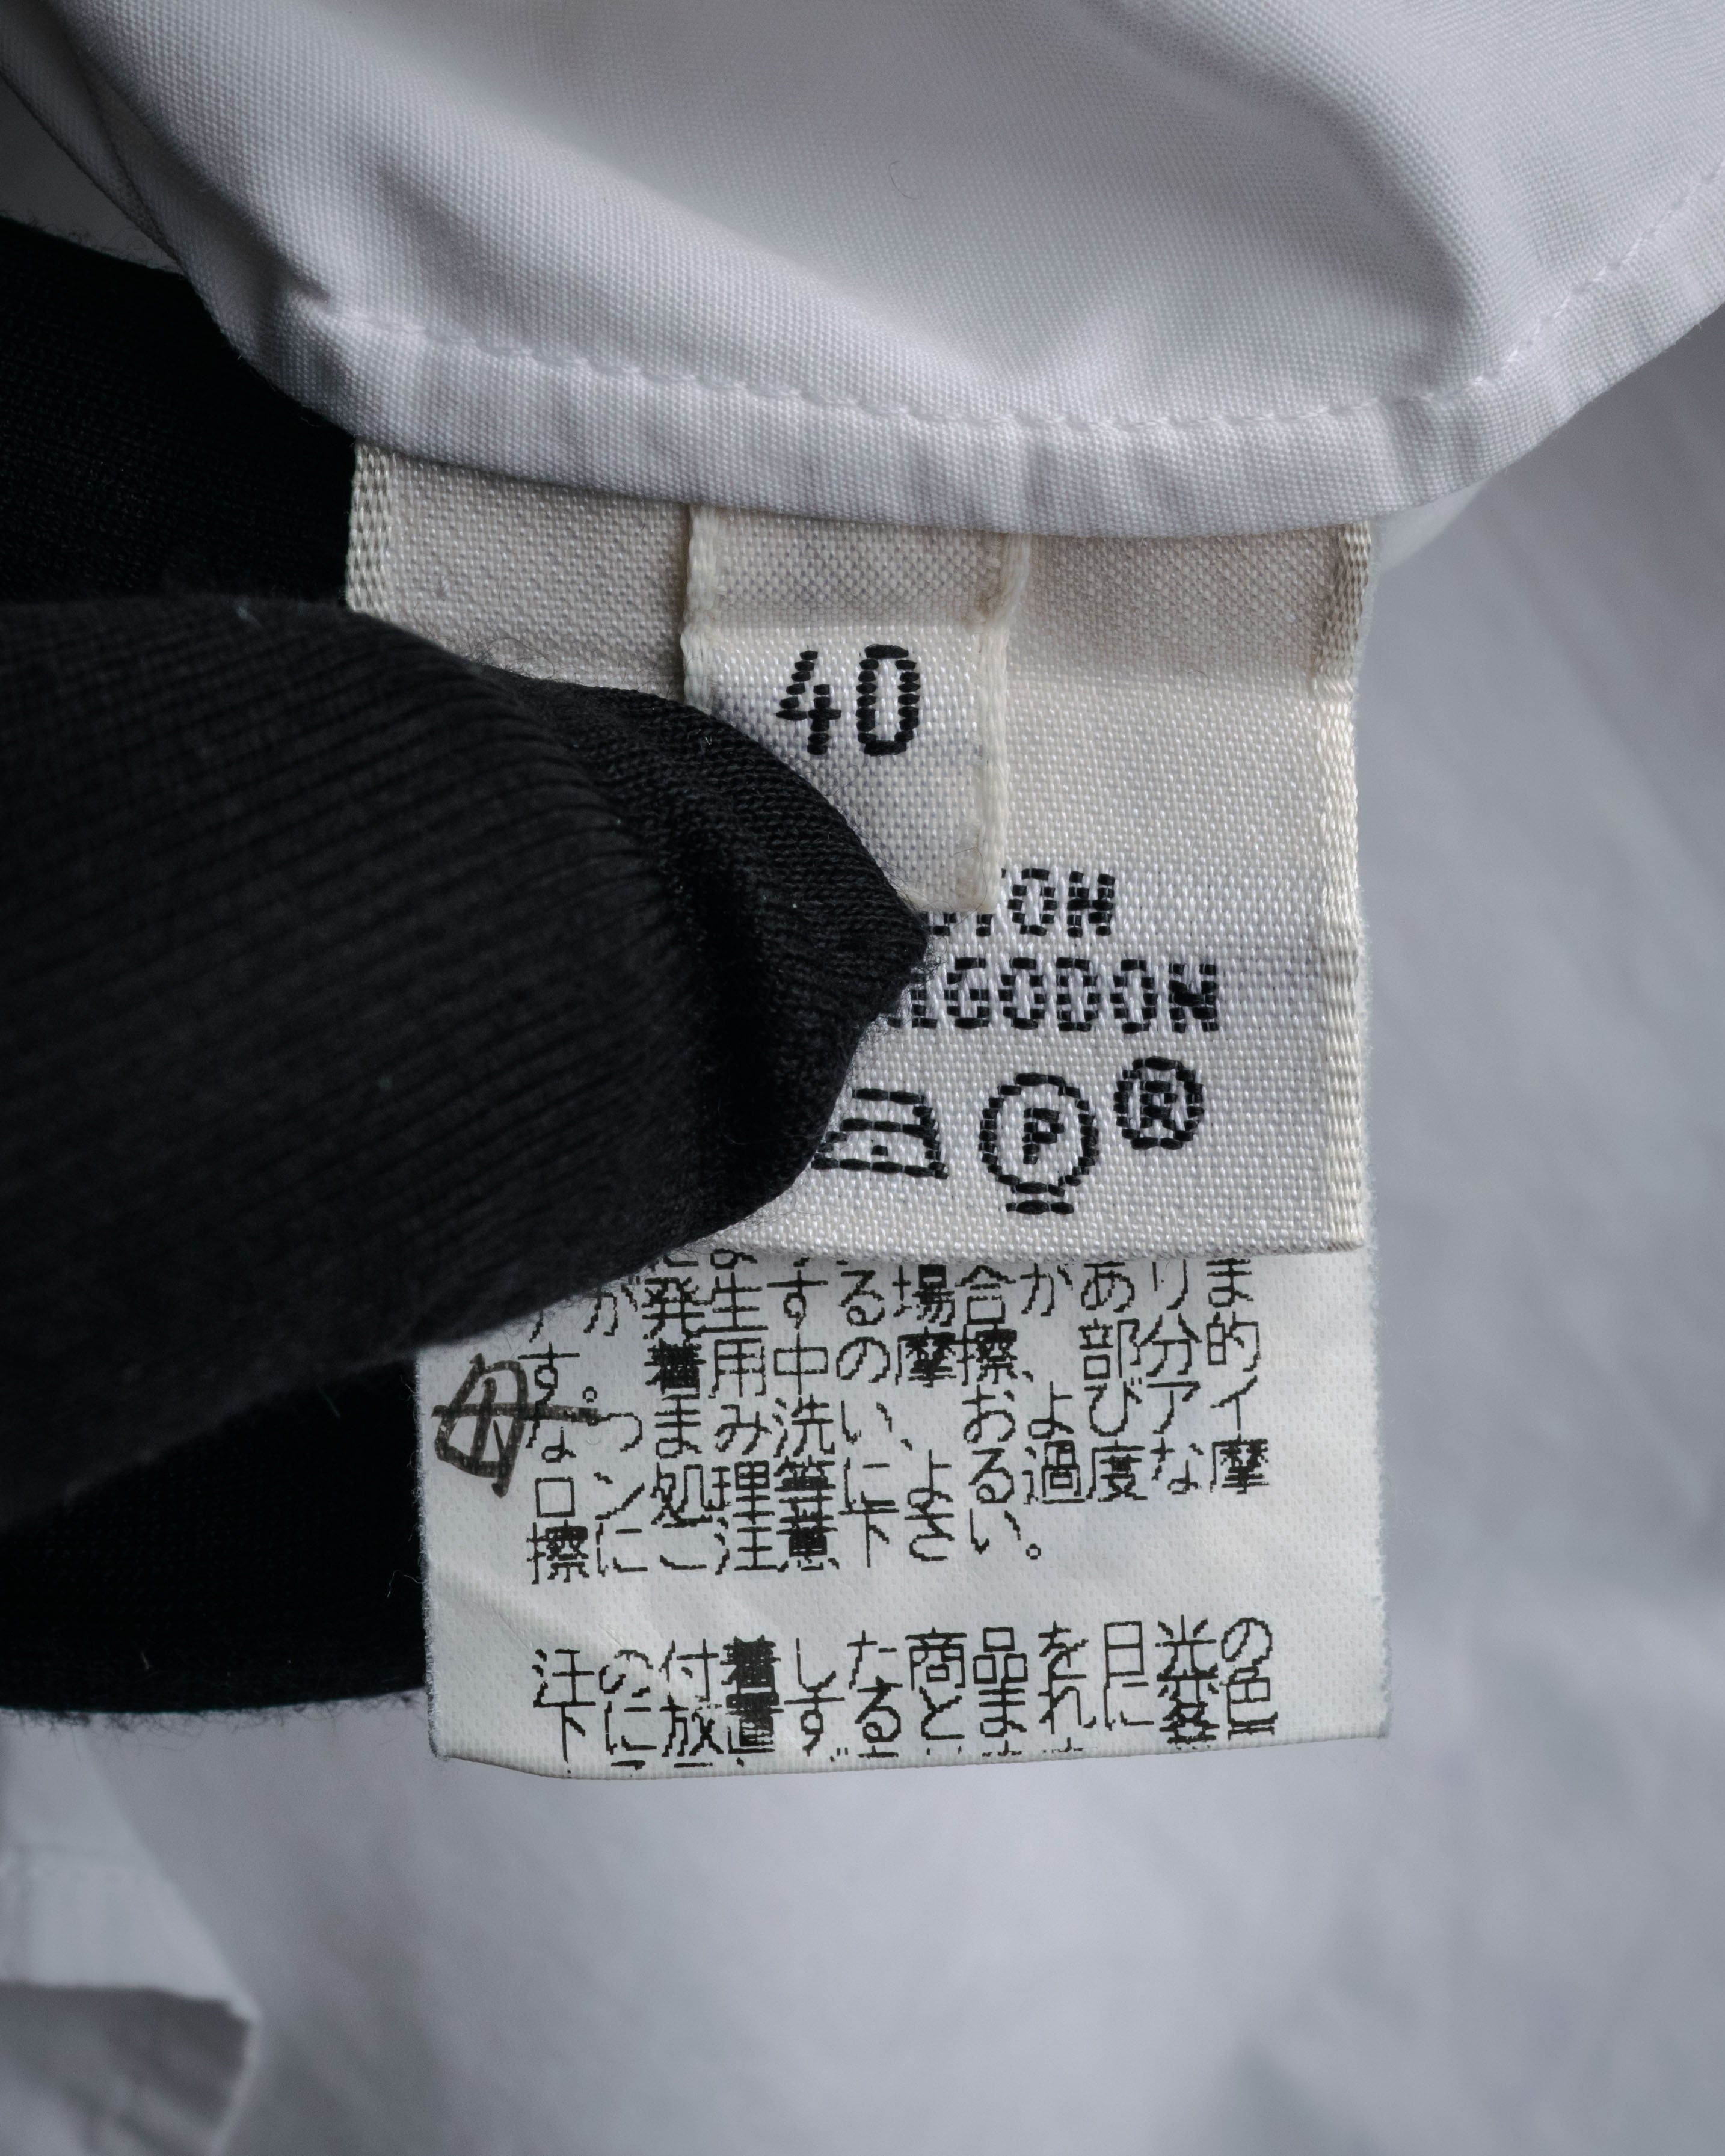 40
TON
GODON
P ®
が発生する場合があります
す。着用中の摩擦、部分的
なつまみ洗い、およびアイ
ロン処理等による過度な摩
擦にご注意下さい。
汗の付着した商品を日光の
下に放置するとまれに変色
母